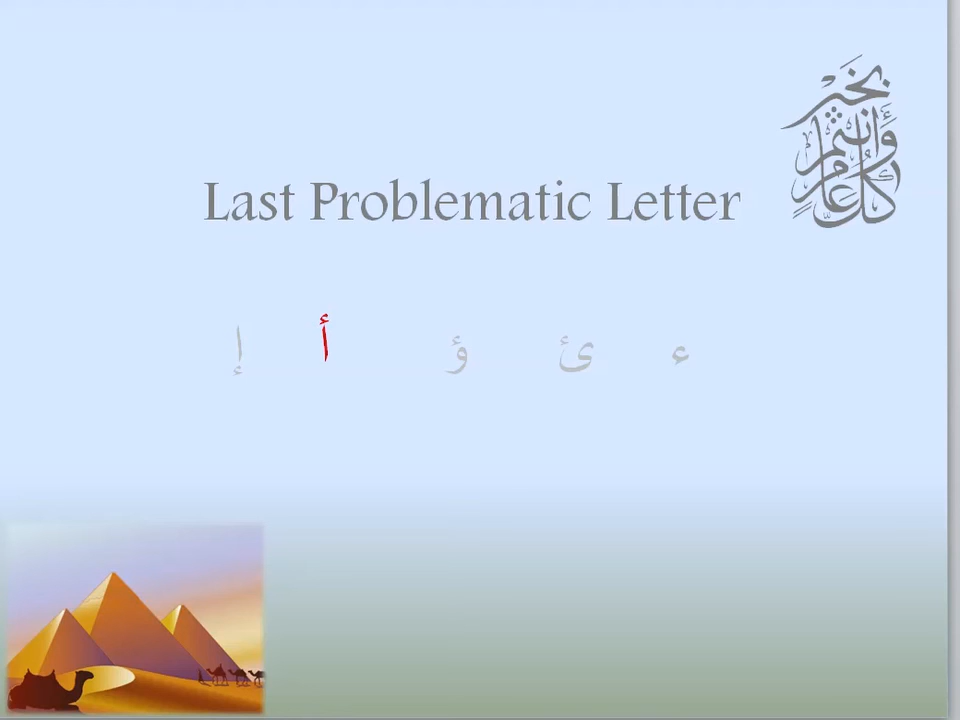 بخير
وأنتم
كل عام
Last Problematic Letter
ء ئ ؤ أ إ